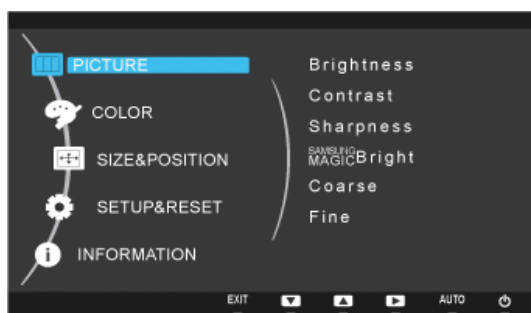 PICTURE
COLOR
SIZE&POSITION
SETUP&RESET
INFORMATION
Brightness
Contrast
Sharpness
SAMSUNG
MAGICBright
Coarse
Fine
EXIT AUTO